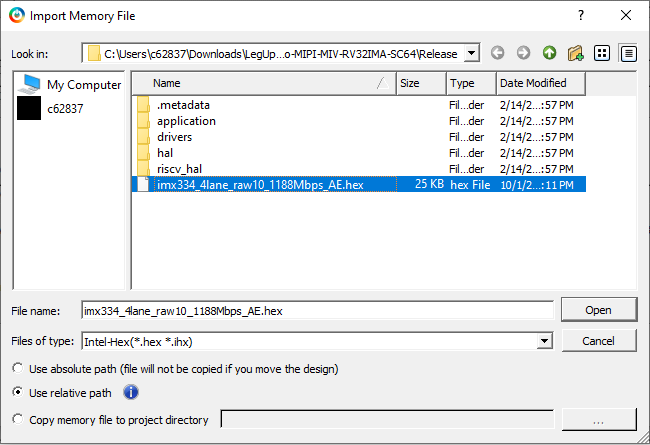 Import Memory File
Look in: C:\Users\c62837\Downloads\LegUp...o-MIPI-MIV-RV32IMA-SC64\Release
My Computer
c62837
Name Size Type Date Modified
.metadata Fil...der 2/14/2...:57 PM
application Fil...der 2/14/2...:57 PM
drivers Fil...der 2/14/2...:57 PM
hal Fil...der 2/14/2...:57 PM
riscv_hal Fil...der 2/14/2...:57 PM
imx334_4lane_raw10_1188Mbps_AE.hex 25 KB hex File 10/1/2...:11 PM
File name: imx334_4lane_raw10_1188Mbps_AE.hex Open
Files of type: Intel-Hex(*.hex *.ihx) Cancel
Use absolute path (file will not be copied if you move the design)
Use relative path
Copy memory file to project directory ...